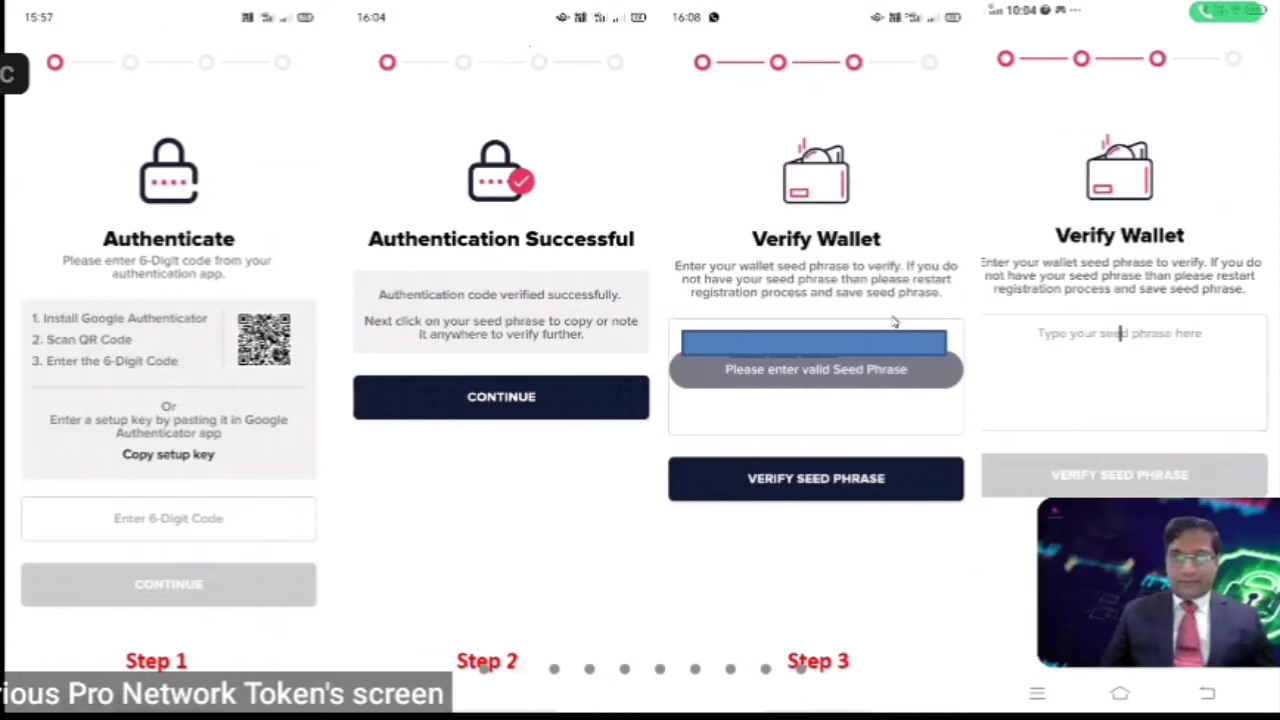 15:57
Authenticate
Please enter 6-Digit code from your
authentication app.
1. Install Google Authenticator
2. Scan QR Code
3. Enter the 6-Digit Code
Or
Enter a setup key by pasting it in Google
Authenticator app
Copy setup key
Enter 6-Digit Code
CONTINUE
Step 1
16:04
Authentication Successful
Authentication code verified successfully.
Next click on your seed phrase to copy or note
it anywhere to verify further.
CONTINUE
Step 2
16:08
Verify Wallet
Enter your wallet seed phrase to verify. If you do
not have your seed phrase than please restart
registration process and save seed phrase.
Please enter valid Seed Phrase
VERIFY SEED PHRASE
Step 3
10:04
Verify Wallet
Enter your wallet seed phrase to verify. If you do
not have your seed phrase than please restart
registration process and save seed phrase.
Type your seed phrase here
VERIFY SEED PHRASE
C
rious Pro Network Token's screen